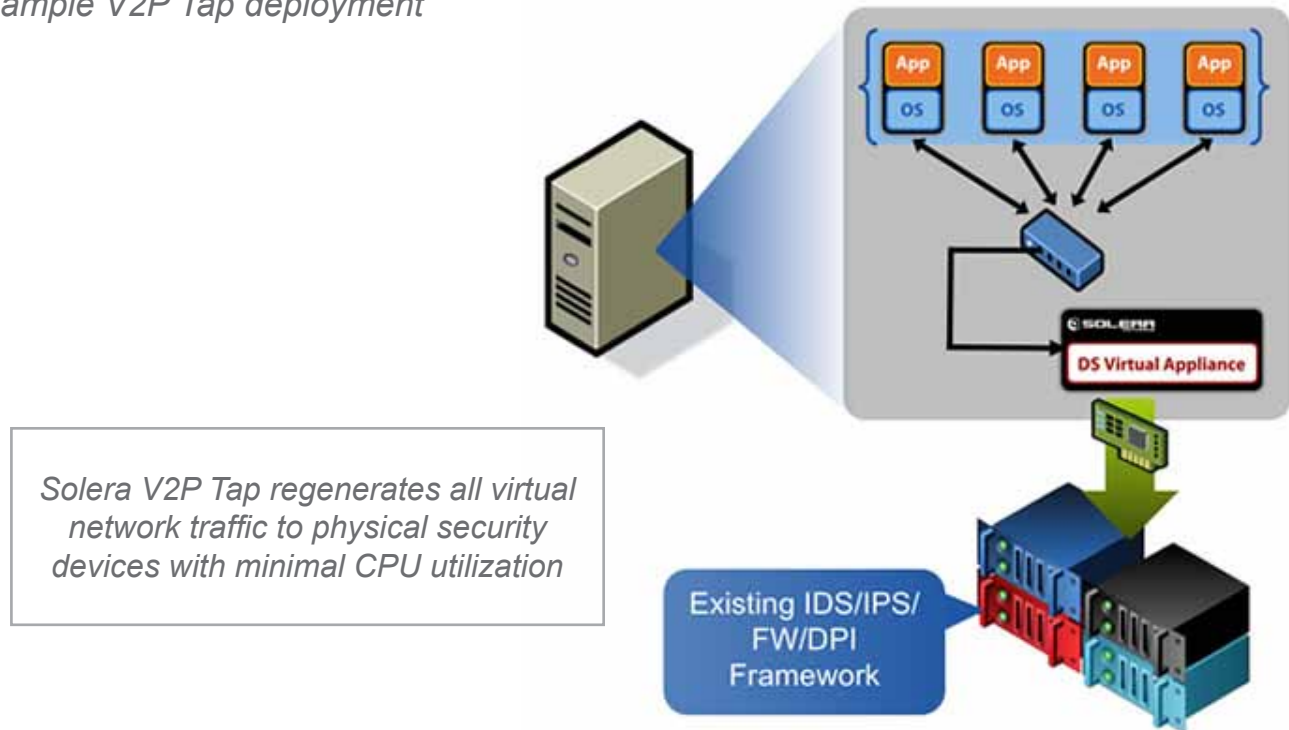 ample V2P Tap deployment
App App App App
OS OS OS OS
SOLERA
DS Virtual Appliance
Solera V2P Tap regenerates all virtual
network traffic to physical security
devices with minimal CPU utilization
Existing IDS/IPS/
FW/DPI
Framework